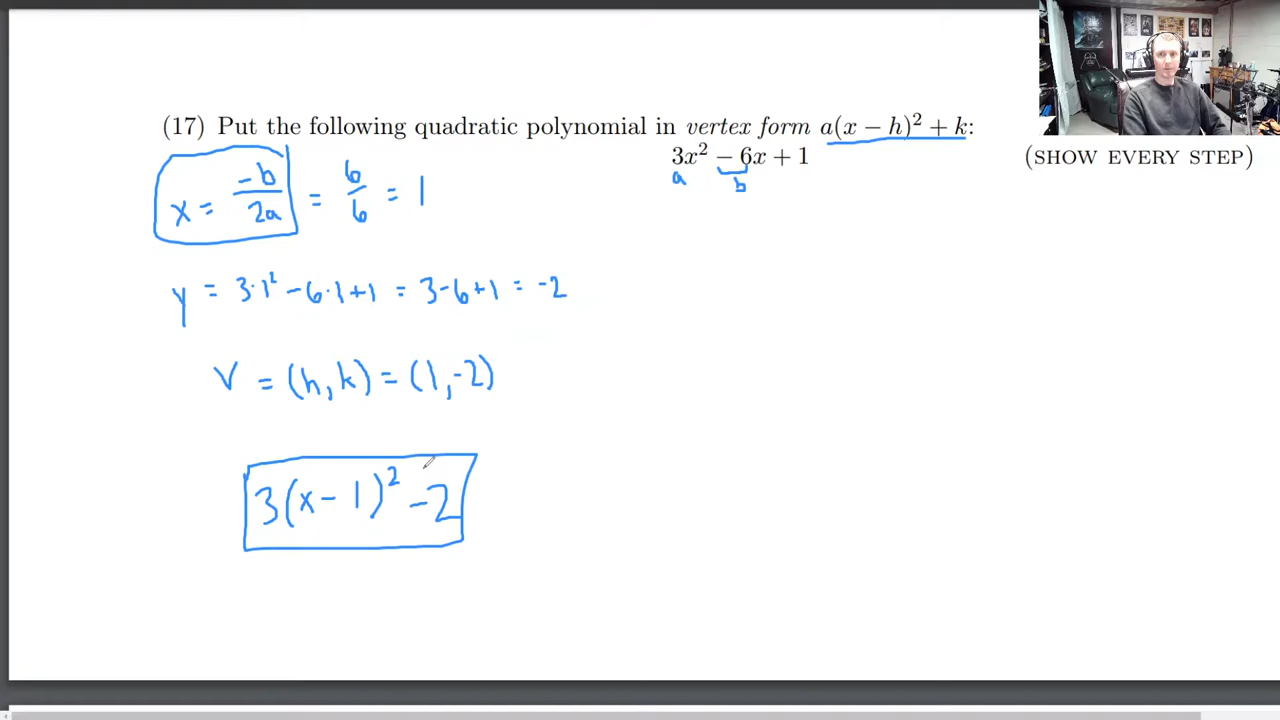 (17) Put the following quadratic polynomial in vertex form a(x − h)² + k:
3x² − 6x + 1
(SHOW EVERY STEP)
a
b
x = -b/2a = 6/6 = 1
y = 3·1² - 6·1 + 1 = 3-6+1 = -2
V = (h,k) = (1,-2)
3(x-1)² -2